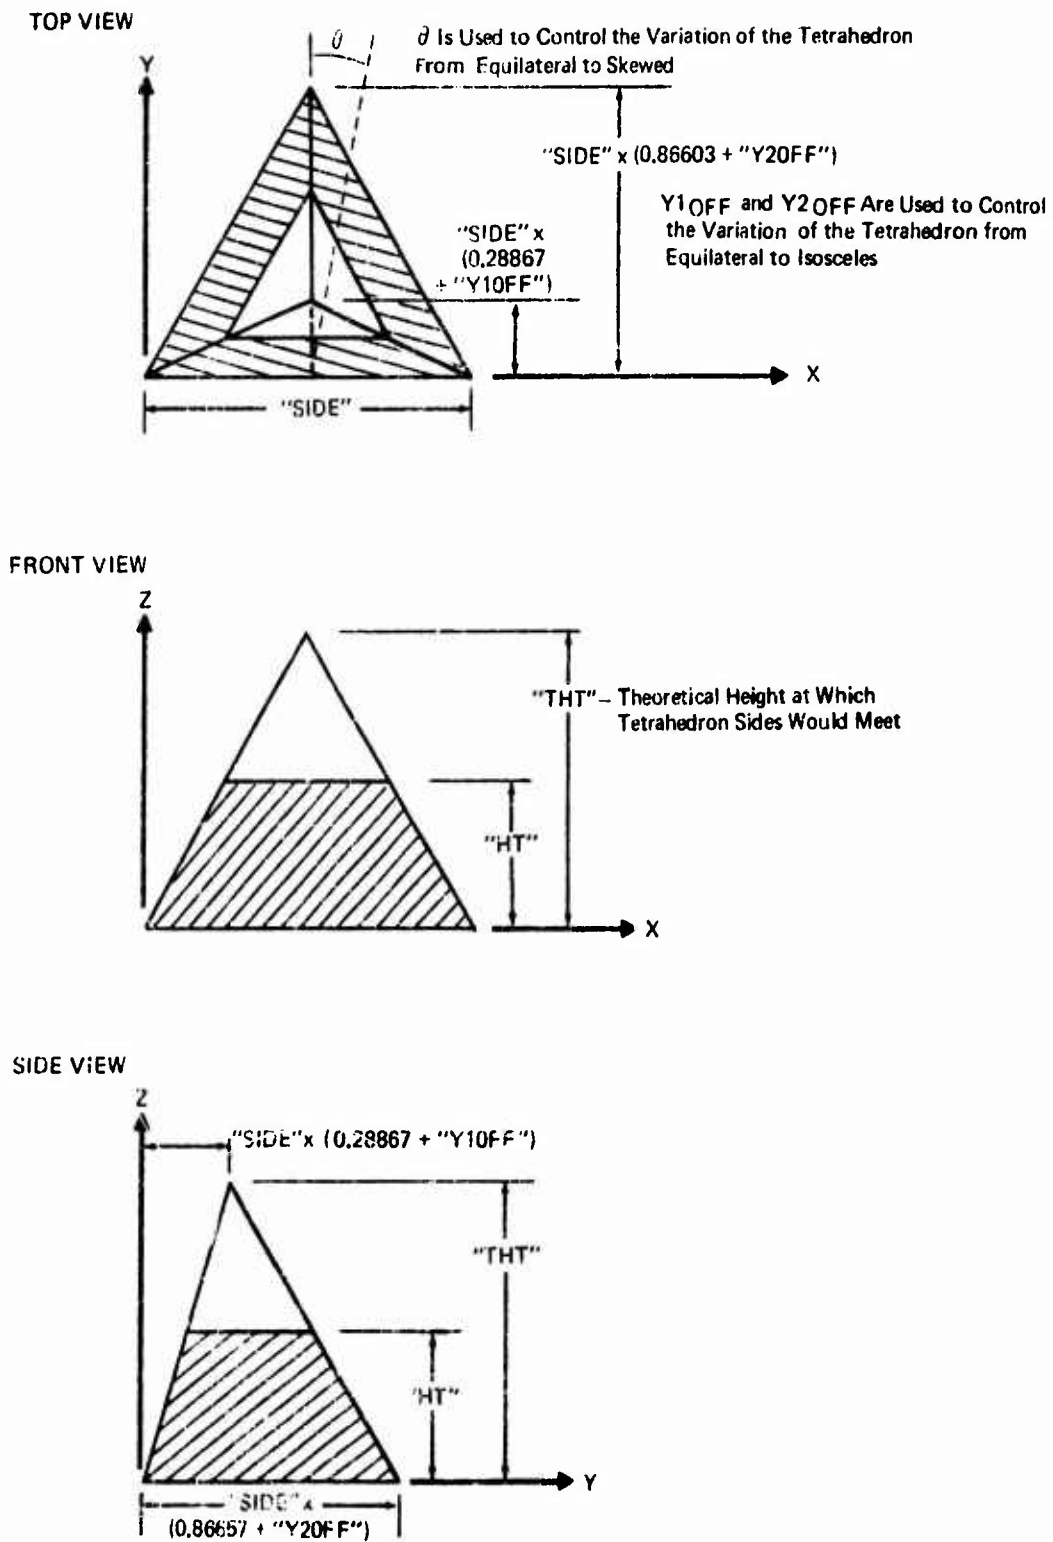 TOP VIEW
θ
∂ Is Used to Control the Variation of the Tetrahedron
From Equilateral to Skewed
Y
"SIDE" x (0.86603 + "Y2OFF")
Y1OFF and Y2OFF Are Used to Control
the Variation of the Tetrahedron from
Equilateral to Isosceles
"SIDE" x
(0.28867
+ "Y1OFF")
X
"SIDE"
FRONT VIEW
Z
"THT" – Theoretical Height at Which
Tetrahedron Sides Would Meet
"HT"
X
SIDE VIEW
Z
"SIDE" x (0.28867 + "Y1OFF")
"THT"
"HT"
Y
"SIDE" x
(0.86657 + "Y2OFF")